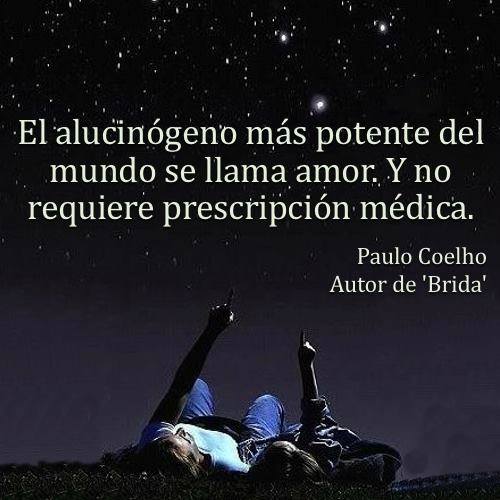 El alucinógeno más potente del
mundo se llama amor. Y no
requiere prescripción médica.
Paulo Coelho
Autor de 'Brida'